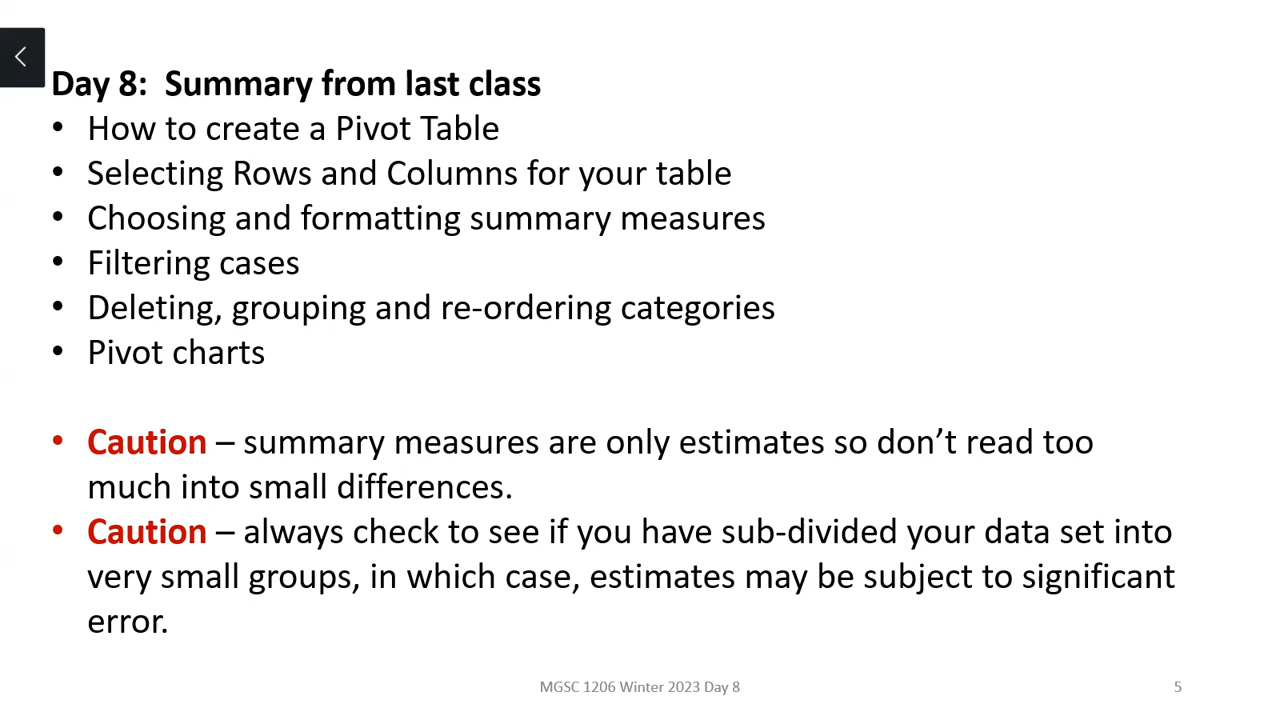 Day 8:  Summary from last class
• How to create a Pivot Table
• Selecting Rows and Columns for your table
• Choosing and formatting summary measures
• Filtering cases
• Deleting, grouping and re-ordering categories
• Pivot charts
• Caution – summary measures are only estimates so don’t read too
much into small differences.
• Caution – always check to see if you have sub-divided your data set into
very small groups, in which case, estimates may be subject to significant
error.
MGSC 1206 Winter 2023 Day 8
5